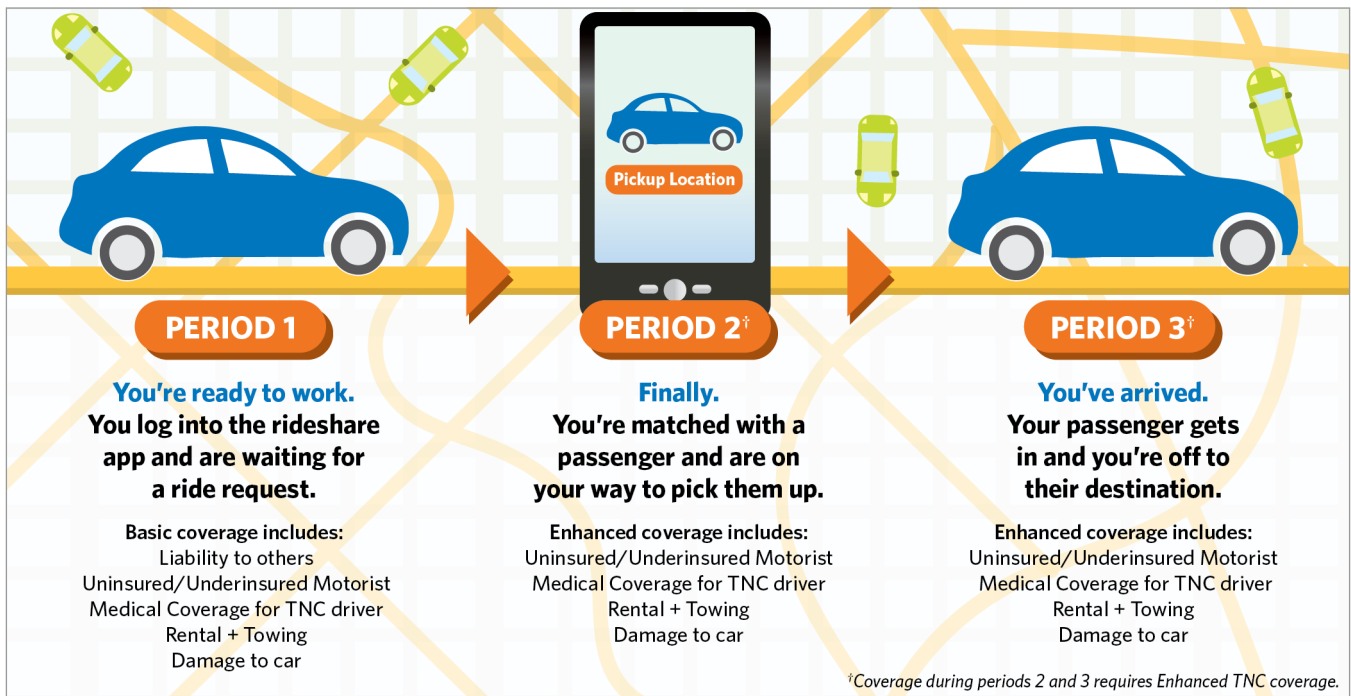 Pickup Location
PERIOD 1
You're ready to work.
You log into the rideshare
app and are waiting for
a ride request.
Basic coverage includes:
Liability to others
Uninsured/Underinsured Motorist
Medical Coverage for TNC driver
Rental + Towing
Damage to car
PERIOD 2†
Finally.
You're matched with a
passenger and are on
your way to pick them up.
Enhanced coverage includes:
Uninsured/Underinsured Motorist
Medical Coverage for TNC driver
Rental + Towing
Damage to car
PERIOD 3†
You've arrived.
Your passenger gets
in and you're off to
their destination.
Enhanced coverage includes:
Uninsured/Underinsured Motorist
Medical Coverage for TNC driver
Rental + Towing
Damage to car
†Coverage during periods 2 and 3 requires Enhanced TNC coverage.